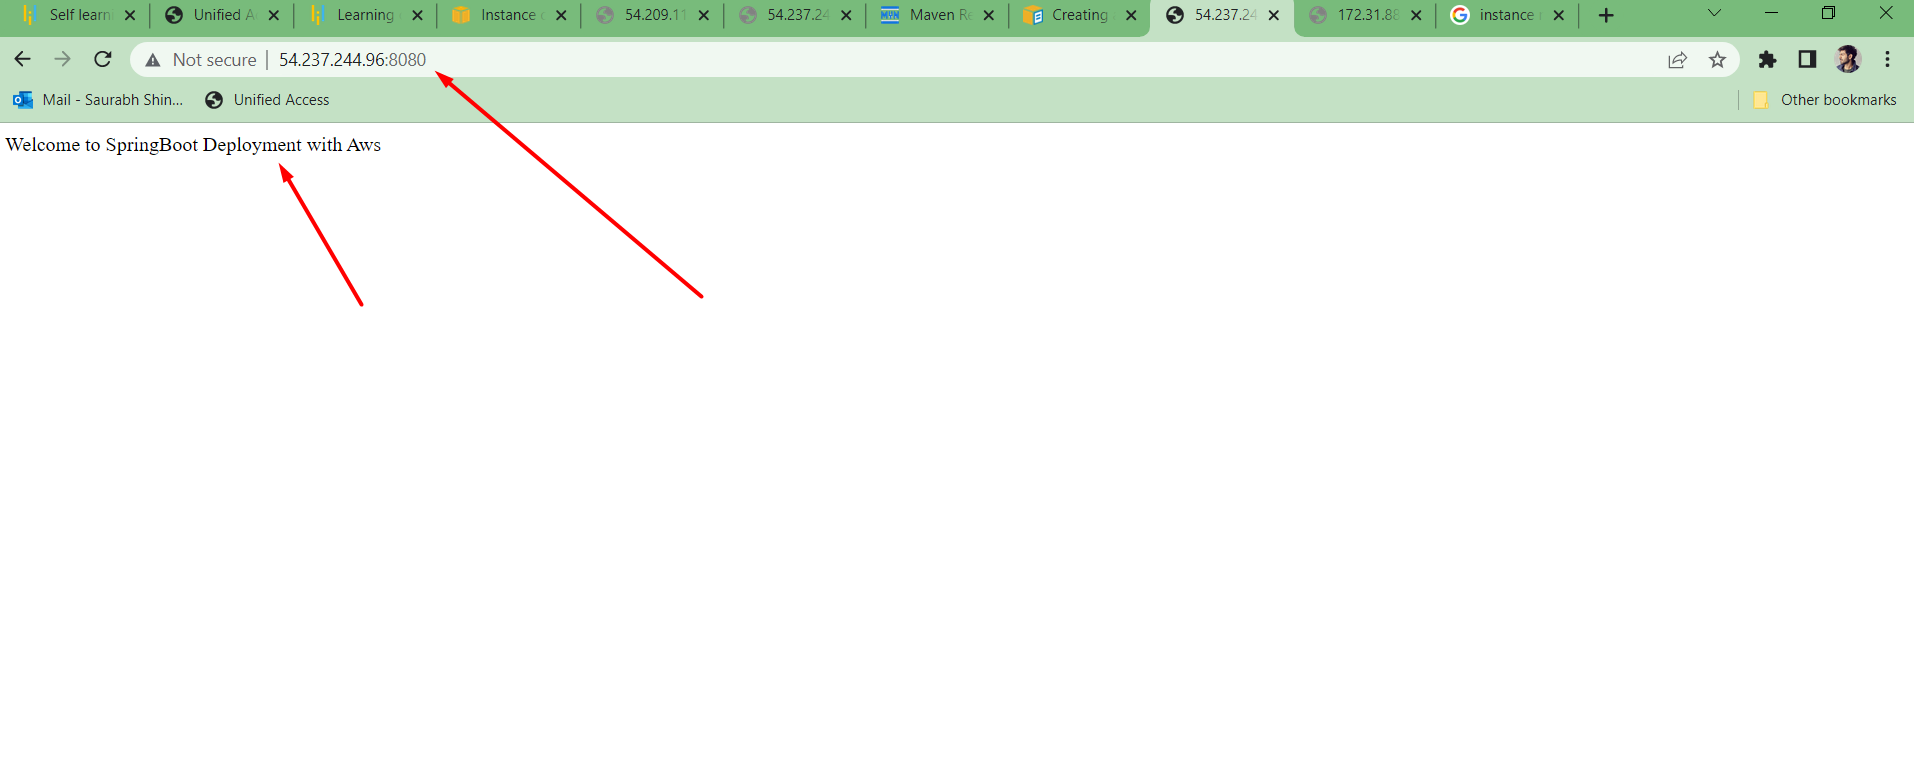 Self learn
Unified A
Learning
Instance
54.209.11
54.237.24
Maven Re
Creating
54.237.24
172.31.88
instance
Not secure | 54.237.244.96:8080
Mail - Saurabh Shin...
Unified Access
Other bookmarks
Welcome to SpringBoot Deployment with Aws